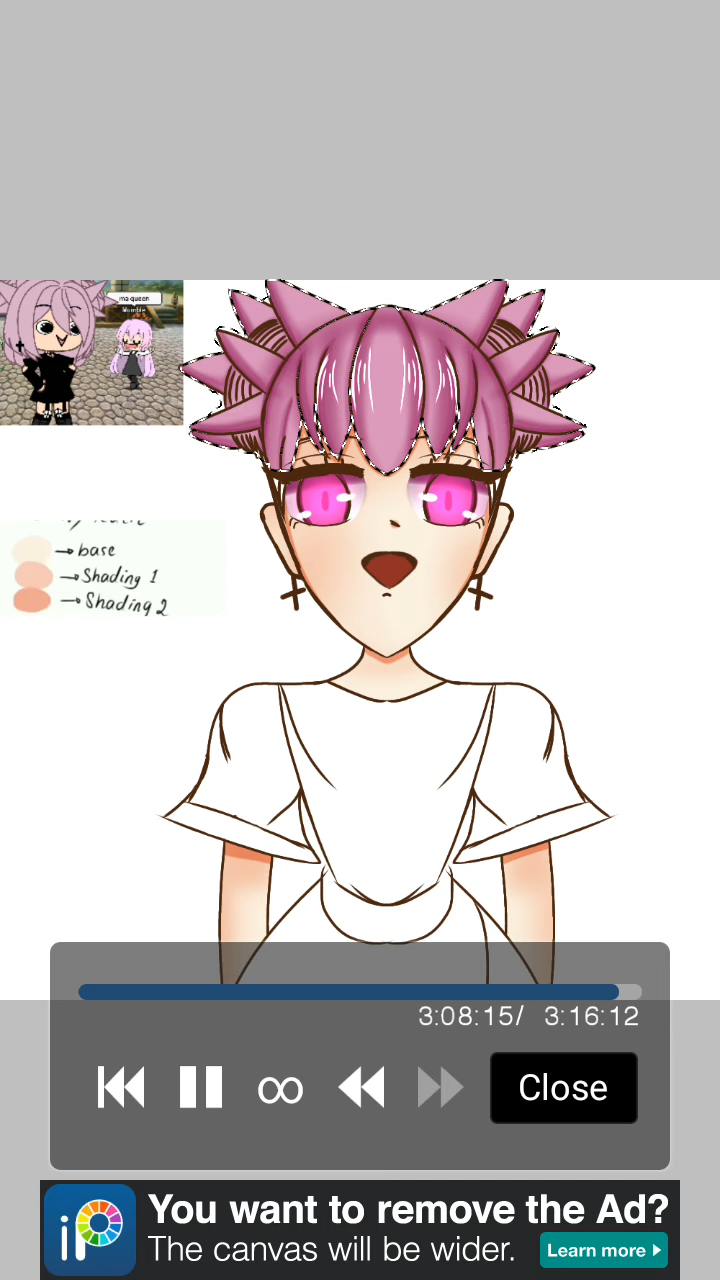 ma queen
→ base
→ Shading 1
→ Shading 2
3:08:15/ 3:16:12
Close
iP
You want to remove the Ad?
The canvas will be wider.
Learn more